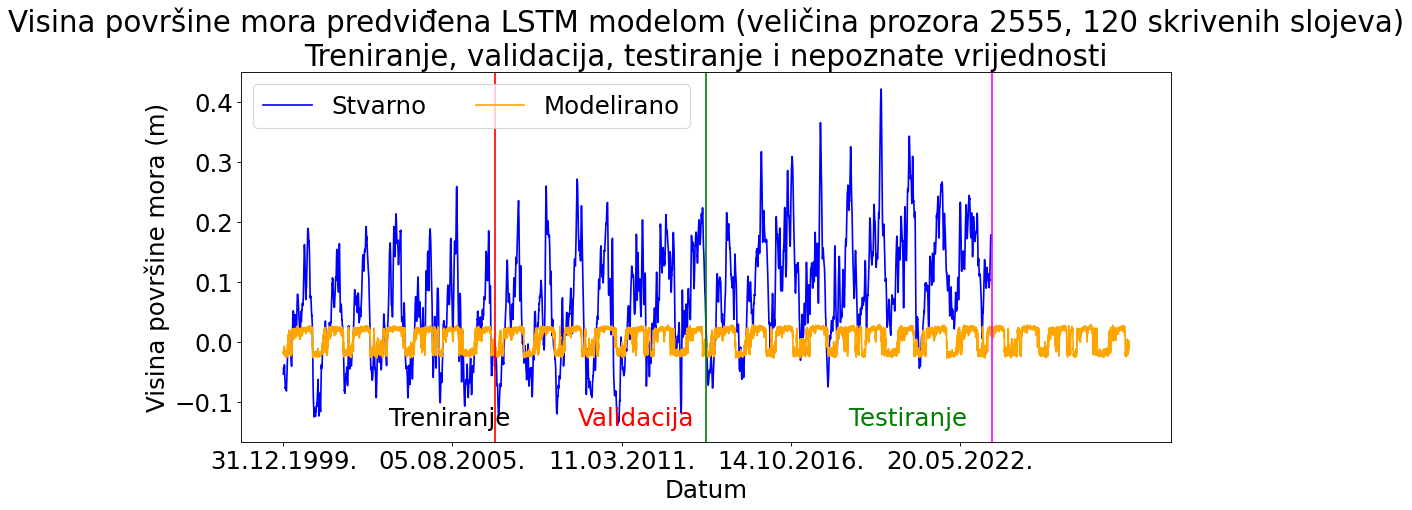 Visina površine mora predviđena LSTM modelom (veličina prozora 2555, 120 skrivenih slojeva)
Treniranje, validacija, testiranje i nepoznate vrijednosti
Stvarno
Modelirano
Visina površine mora (m)
0.4
0.3
0.2
0.1
0.0
−0.1
Treniranje
Validacija
Testiranje
31.12.1999.
05.08.2005.
11.03.2011.
14.10.2016.
20.05.2022.
Datum